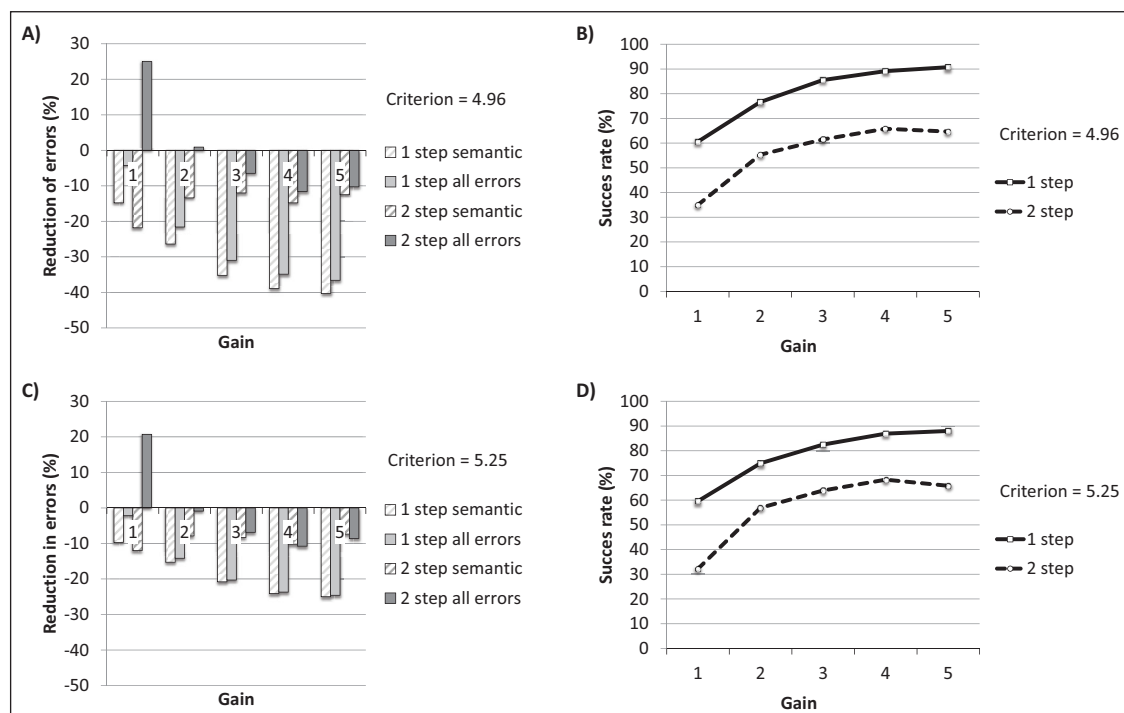 A)
30
20
10
0
-10
-20
-30
-40
-50
Reduction of errors (%)
1
2
3
4
5
Gain
Criterion = 4.96
1 step semantic
1 step all errors
2 step semantic
2 step all errors
B)
100
90
80
70
60
50
40
30
20
10
0
Succes rate (%)
1
2
3
4
5
Gain
Criterion = 4.96
1 step
2 step
C)
30
20
10
0
-10
-20
-30
-40
-50
Reduction in errors (%)
1
2
3
4
5
Gain
Criterion = 5.25
1 step semantic
1 step all errors
2 step semantic
2 step all errors
D)
100
90
80
70
60
50
40
30
20
10
0
Succes rate (%)
1
2
3
4
5
Gain
Criterion = 5.25
1 step
2 step